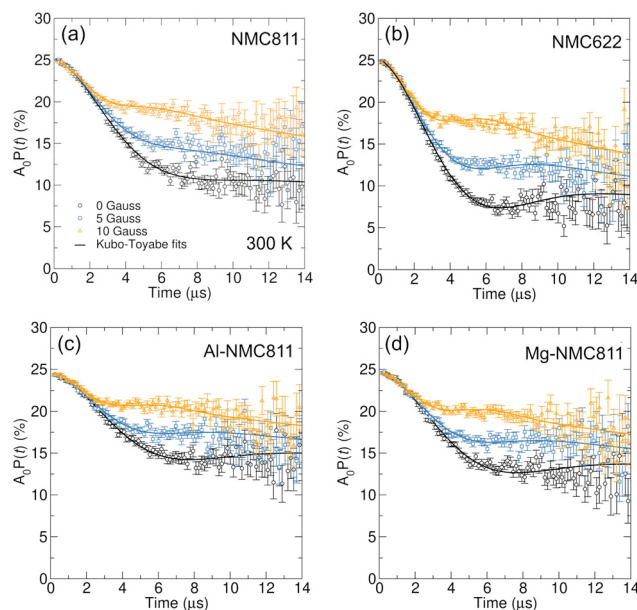 (a)
NMC811
30
25
20
15
10
5
0
A₀P(t) (%)
0 Gauss
5 Gauss
10 Gauss
Kubo-Toyabe fits
300 K
0 2 4 6 8 10 12 14
Time (μs)
(b)
NMC622
30
25
20
15
10
5
0
A₀P(t) (%)
0 2 4 6 8 10 12 14
Time (μs)
(c)
Al-NMC811
30
25
20
15
10
5
0
A₀P(t) (%)
0 2 4 6 8 10 12 14
Time (μs)
(d)
Mg-NMC811
30
25
20
15
10
5
0
A₀P(t) (%)
0 2 4 6 8 10 12 14
Time (μs)